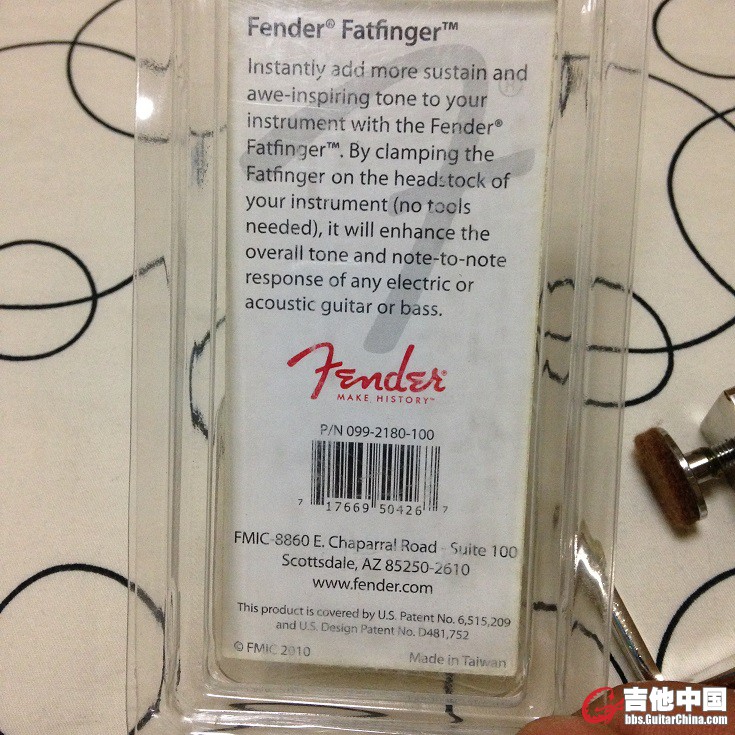 Fender® Fatfinger™
Instantly add more sustain and
awe-inspiring tone to your
instrument with the Fender®
Fatfinger™. By clamping the
Fatfinger on the headstock of
your instrument (no tools
needed), it will enhance the
overall tone and note-to-note
response of any electric or
acoustic guitar or bass.
Fender®
MAKE HISTORY™
P/N 099-2180-100
7 17669 50426 7
FMIC-8860 E. Chaparral Road - Suite 100
Scottsdale, AZ 85250-2610
www.fender.com
This product is covered by U.S. Patent No. 6,515,209
and U.S. Design Patent No. D481,752
© FMIC 2010
Made in Taiwan
吉他中国
bbs.GuitarChina.com